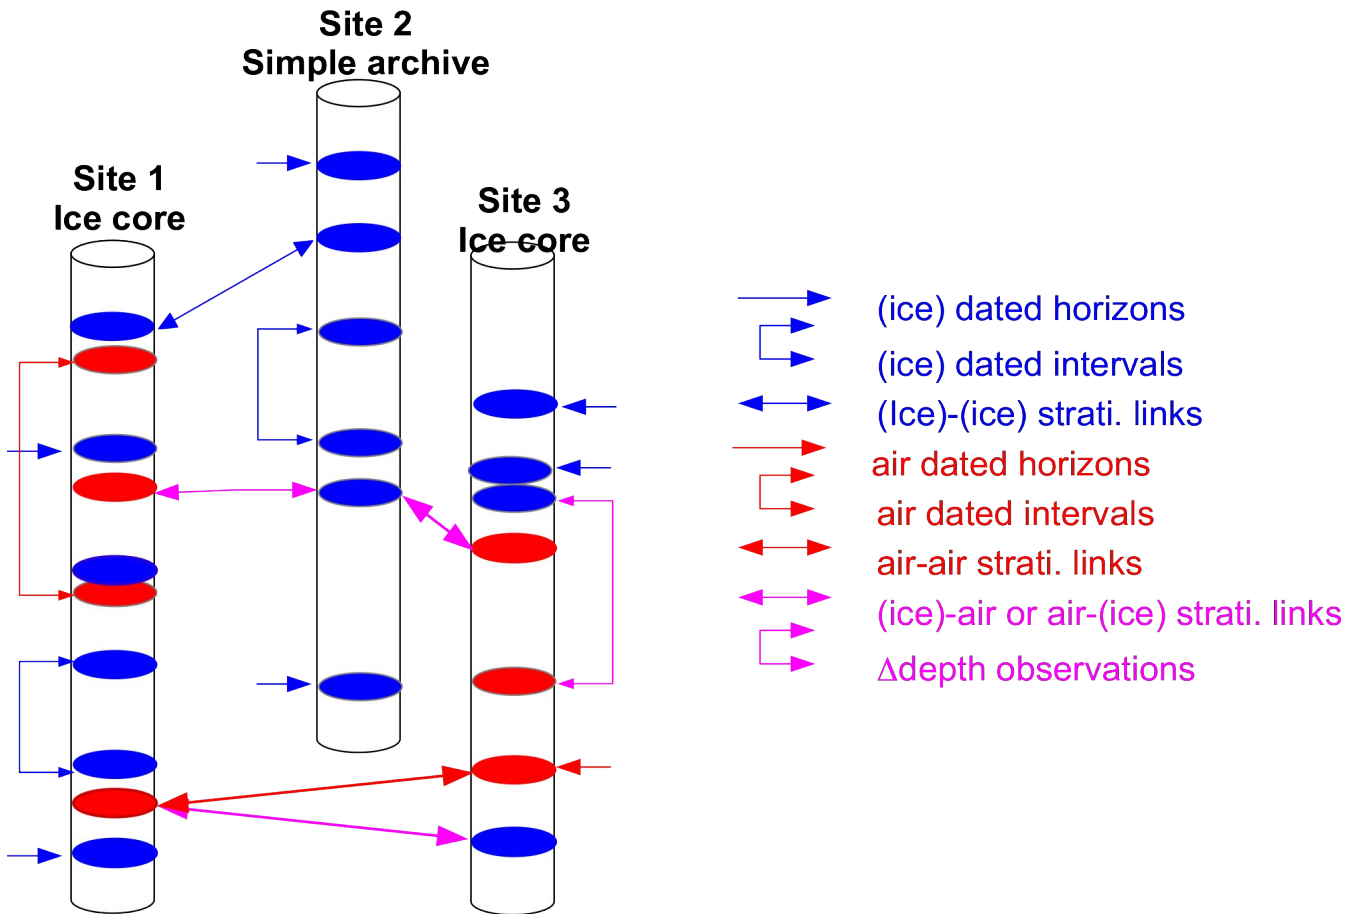 Site 2
Simple archive
Site 1
Ice core
Site 3
Ice core
(ice) dated horizons
(ice) dated intervals
(Ice)-(ice) strati. links
air dated horizons
air dated intervals
air-air strati. links
(ice)-air or air-(ice) strati. links
Δdepth observations